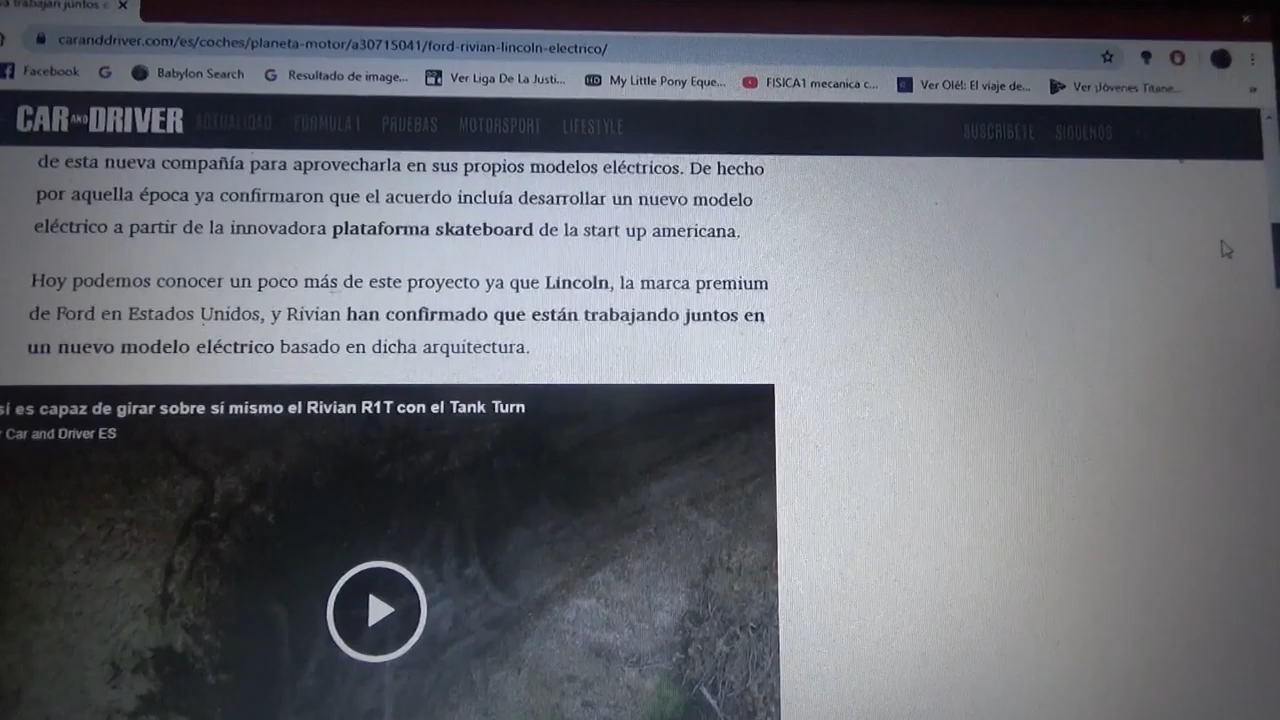 trabajan juntos
caranddriver.com/es/coches/planeta-motor/a30715041/ford-rivian-lincoln-electrico/
Facebook Babylon Search Resultado de image... Ver Liga De La Justi... My Little Pony Eque... FISICA1 mecanica c... Ver Olé!: El viaje de... Ver ¡Jóvenes Titane...
CAR AND DRIVER ACTUALIDAD FÓRMULA 1 PRUEBAS MOTORSPORT LIFESTYLE SUSCRÍBETE SÍGUENOS
de esta nueva compañía para aprovecharla en sus propios modelos eléctricos. De hecho
por aquella época ya confirmaron que el acuerdo incluía desarrollar un nuevo modelo
eléctrico a partir de la innovadora plataforma skateboard de la start up americana.
Hoy podemos conocer un poco más de este proyecto ya que Lincoln, la marca premium
de Ford en Estados Unidos, y Rivian han confirmado que están trabajando juntos en
un nuevo modelo eléctrico basado en dicha arquitectura.
sí es capaz de girar sobre sí mismo el Rivian R1T con el Tank Turn
Car and Driver ES